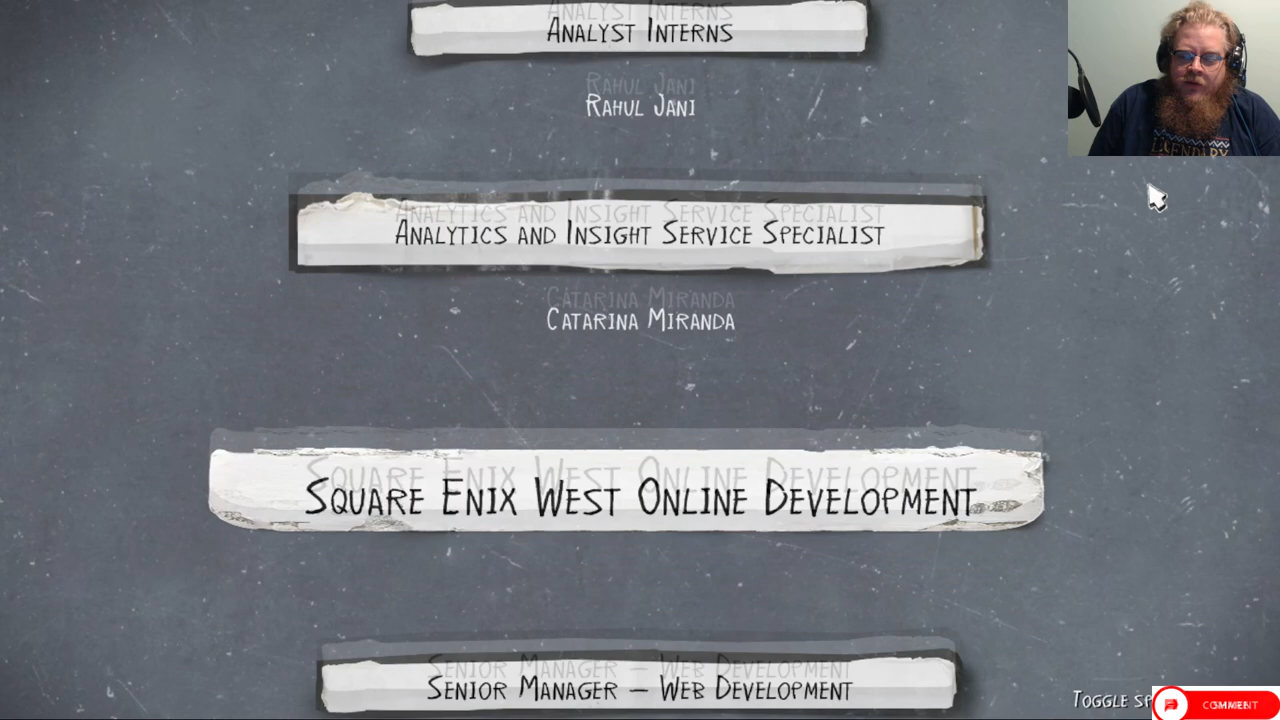 Analyst Interns
Rahul Jani
Analytics and Insight Service Specialist
Catarina Miranda
Square Enix West Online Development
Senior Manager – Web Development
Toggle